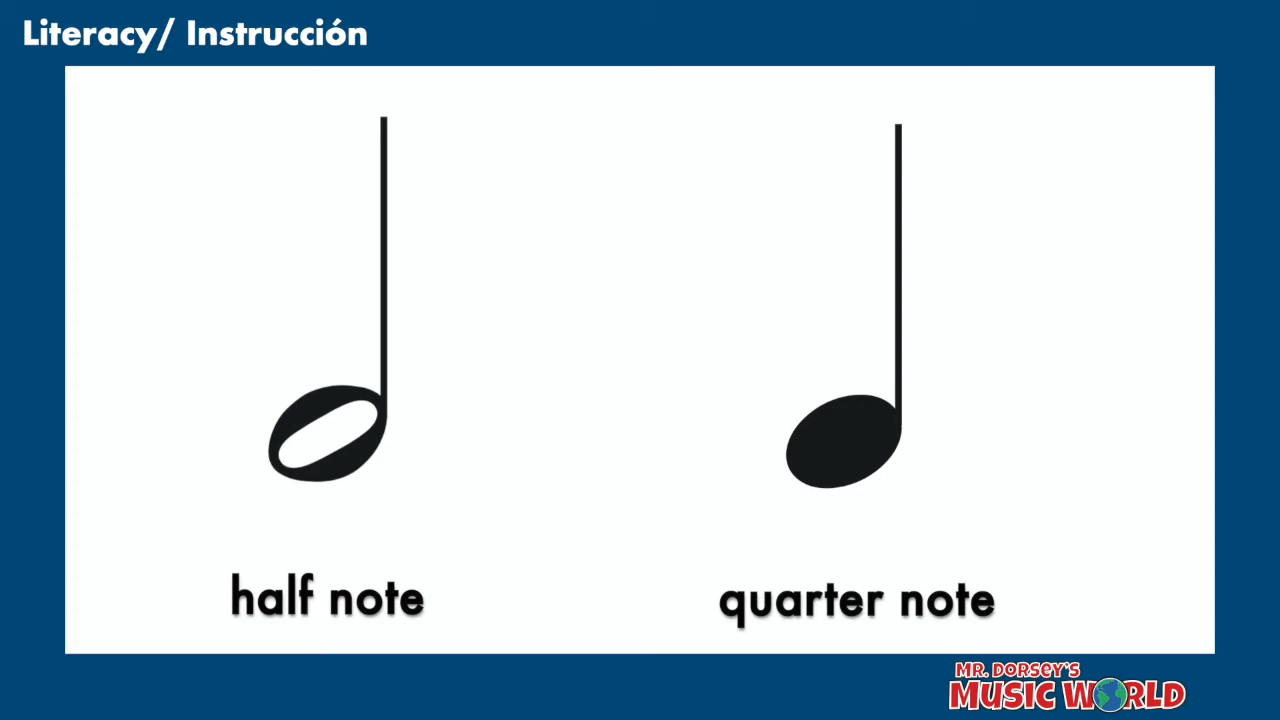 Literacy/ Instrucción
half note
quarter note
MR. DORSEY'S
MUSIC WORLD